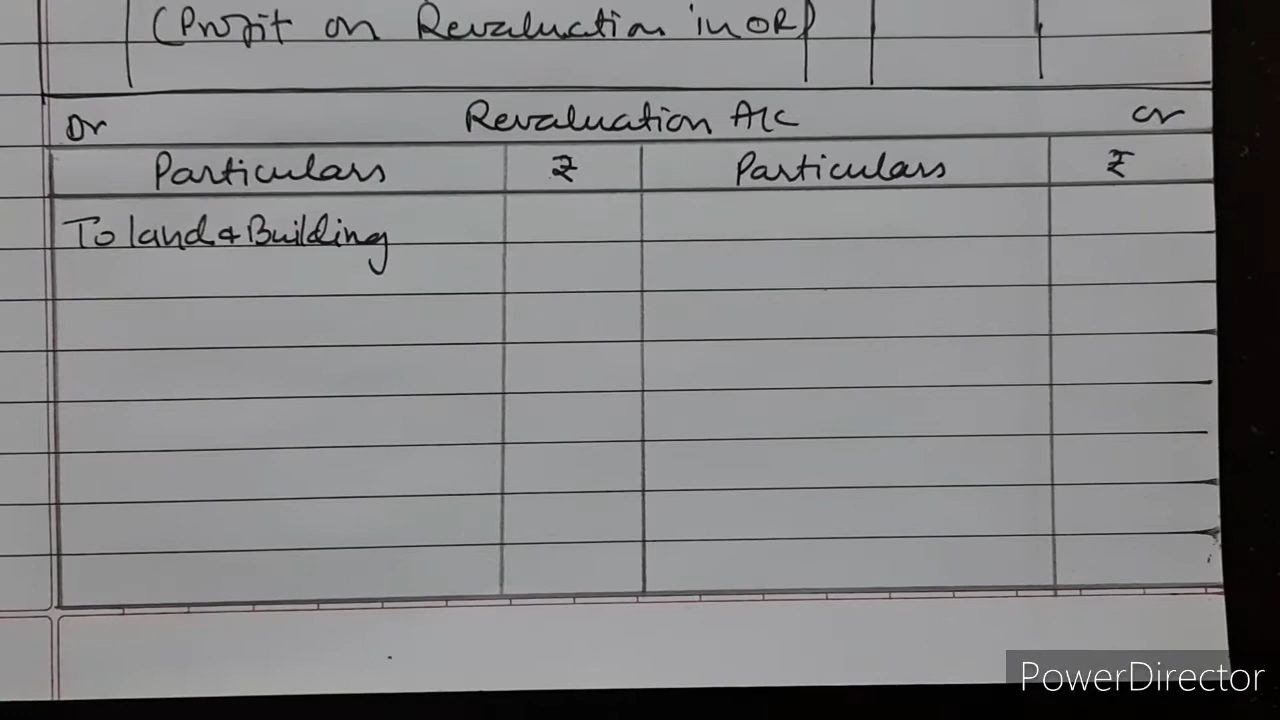 (Profit on Revaluation in OR)
Dr Revaluation A/c Cr
Particulars ₹ Particulars ₹
To land & Building
PowerDirector